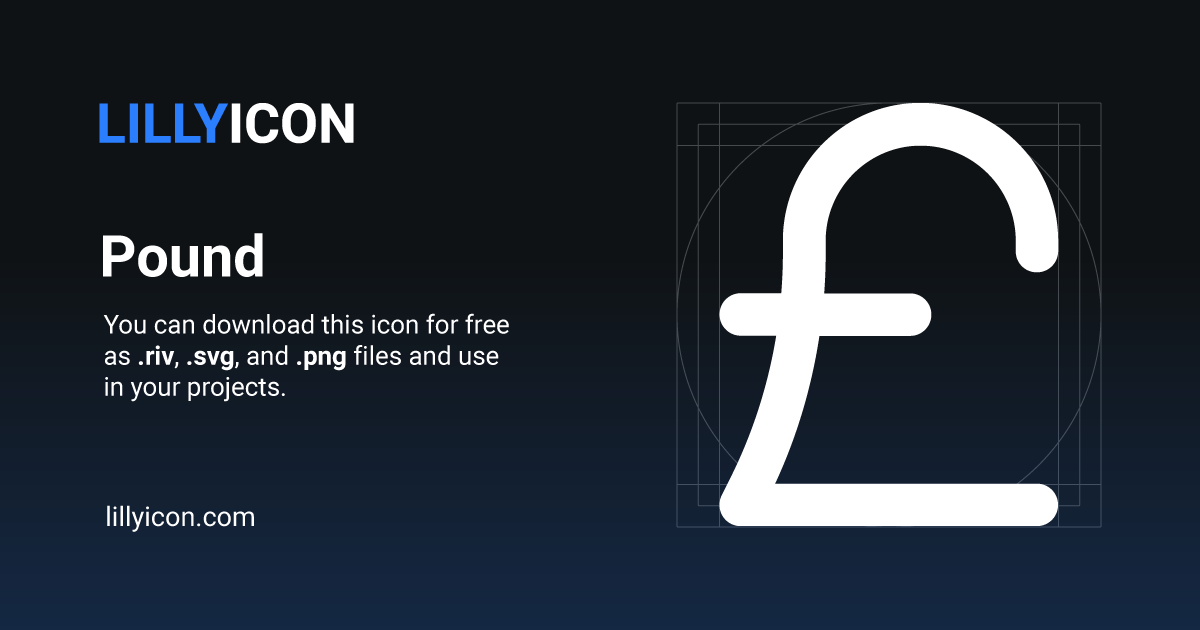 LILLYICON
Pound
You can download this icon for free
as .riv, .svg, and .png files and use
in your projects.
lillyicon.com
£